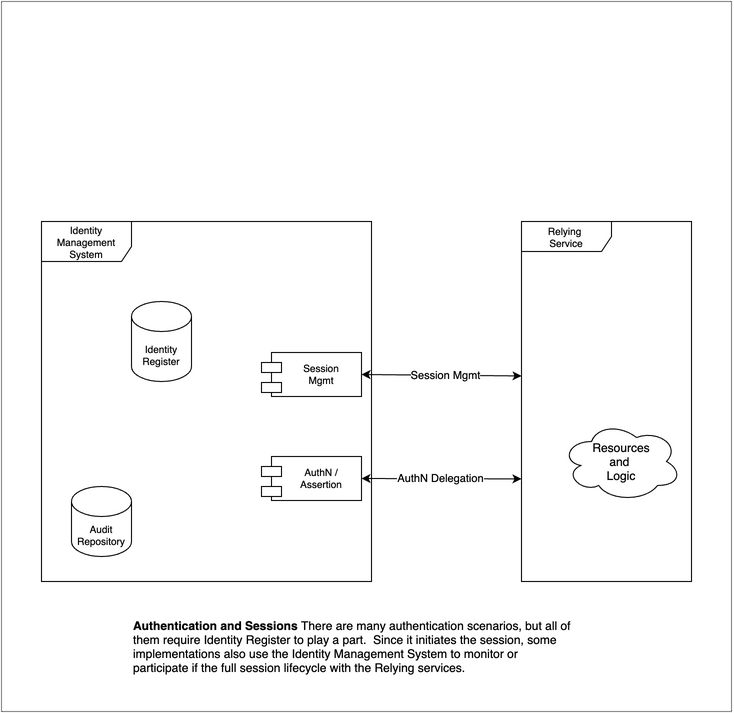 Identity
Management
System
Relying
Service
Identity
Register
Session
Mgmt
Session Mgmt
Resources
and
Logic
AuthN /
Assertion
AuthN Delegation
Audit
Repository
Authentication and Sessions There are many authentication scenarios, but all of
them require Identity Register to play a part.  Since it initiates the session, some
implementations also use the Identity Management System to monitor or
participate if the full session lifecycle with the Relying services.